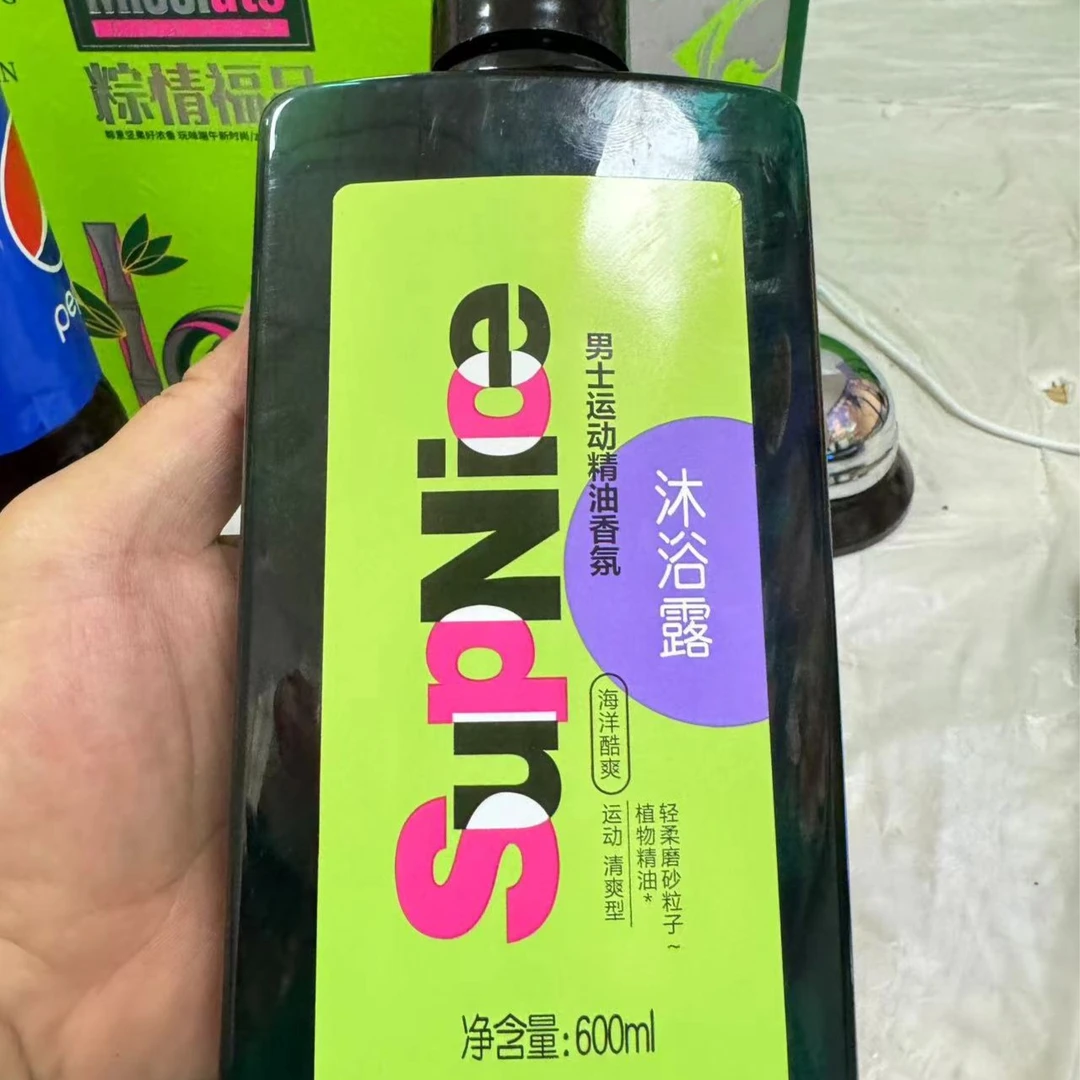 粽情福
SupNice
男士运动精油香氛
沐浴露
海洋酷爽
运动 清爽型
植物精油*
轻柔磨砂粒子~
净含量:600ml